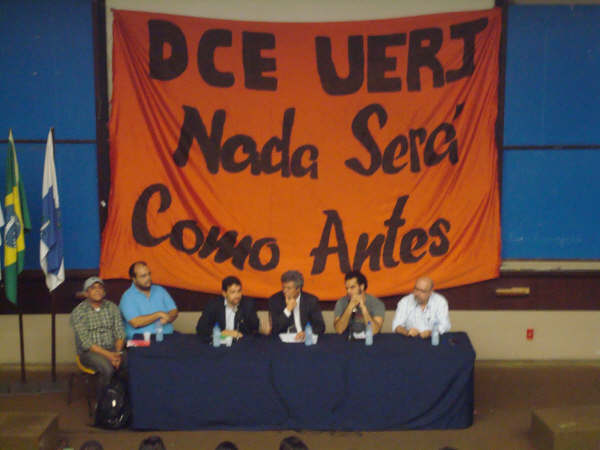 DCE UERJ
Nada Será
Como Antes